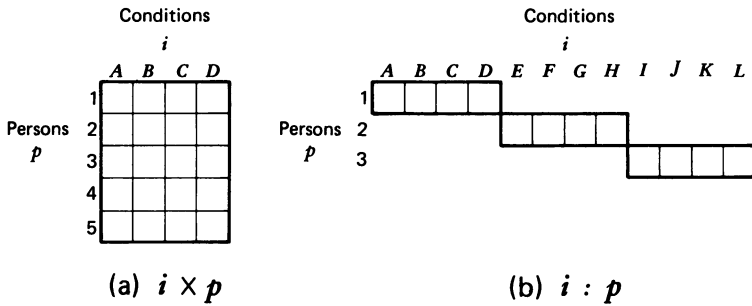 Conditions
i
A B C D
Persons
p
1
2
3
4
5
(a) i X p
Conditions
i
A B C D E F G H I J K L
Persons
p
1
2
3
(b) i : p